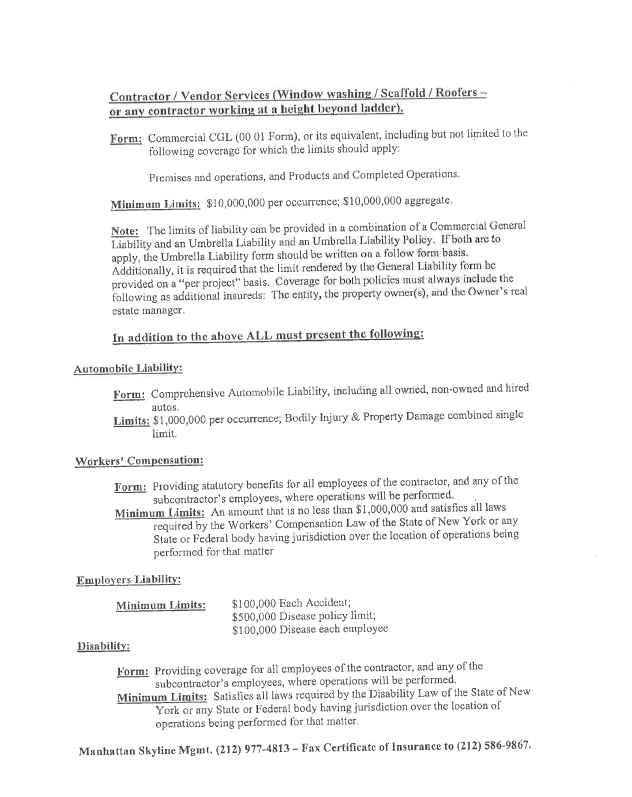 Contractor / Vendor Services (Window washing / Scaffold / Roofers –
or any contractor working at a height beyond ladder).
Form: Commercial CGL (00 01 Form), or its equivalent, including but not limited to the
following coverage for which the limits should apply:
Premises and operations, and Products and Completed Operations.
Minimum Limits: $10,000,000 per occurrence; $10,000,000 aggregate.
Note: The limits of liability can be provided in a combination of a Commercial General
Liability and an Umbrella Liability and an Umbrella Liability Policy. If both are to
apply, the Umbrella Liability form should be written on a follow form basis.
Additionally, it is required that the limit rendered by the General Liability form be
provided on a "per project" basis. Coverage for both policies must always include the
following as additional insureds: The entity, the property owner(s), and the Owner's real
estate manager.
In addition to the above ALL must present the following:
Automobile Liability:
Form: Comprehensive Automobile Liability, including all owned, non-owned and hired
autos.
Limits: $1,000,000 per occurrence; Bodily Injury & Property Damage combined single
limit.
Workers' Compensation:
Form: Providing statutory benefits for all employees of the contractor, and any of the
subcontractor's employees, where operations will be performed.
Minimum Limits: An amount that is no less than $1,000,000 and satisfies all laws
required by the Workers' Compensation Law of the State of New York or any
State or Federal body having jurisdiction over the location of operations being
performed for that matter
Employers Liability:
Minimum Limits: $100,000 Each Accident;
$500,000 Disease policy limit;
$100,000 Disease each employee
Disability:
Form: Providing coverage for all employees of the contractor, and any of the
subcontractor's employees, where operations will be performed.
Minimum Limits: Satisfies all laws required by the Disability Law of the State of New
York or any State or Federal body having jurisdiction over the location of
operations being performed for that matter.
Manhattan Skyline Mgmt. (212) 977-4813 – Fax Certificate of Insurance to (212) 586-9867.